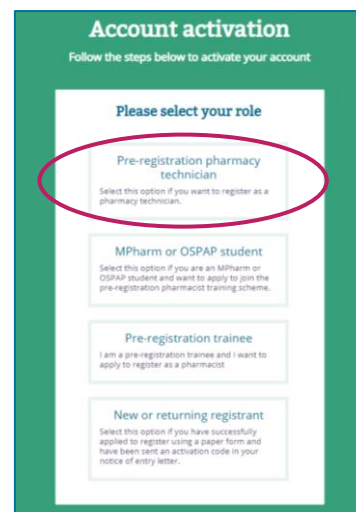 Account activation
Follow the steps below to activate your account
Please select your role
Pre-registration pharmacy
technician
Select this option if you want to register as a
pharmacy technician.
MPharm or OSPAP student
Select this option if you are an MPharm or
OSPAP student and want to apply to join the
pre-registration pharmacist training scheme.
Pre-registration trainee
I am a pre-registration trainee and I want to
apply to register as a pharmacist
New or returning registrant
Select this option if you have successfully
applied to register using a paper form and
have been sent an activation code in your
notice of entry letter.